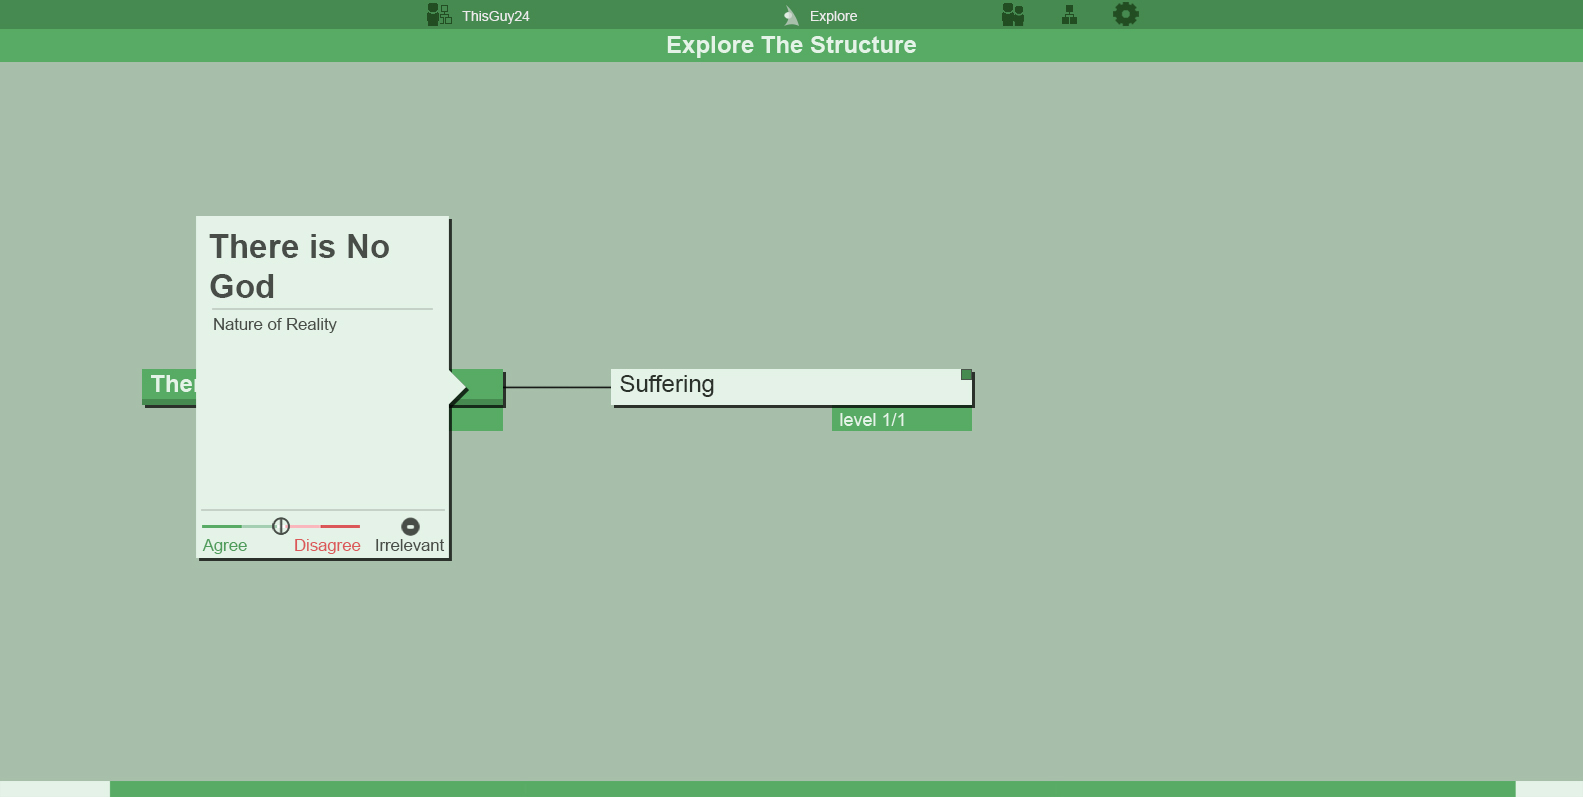 ThisGuy24
Explore
Explore The Structure
There is No
God
Nature of Reality
Suffering
level 1/1
Agree
Disagree
Irrelevant